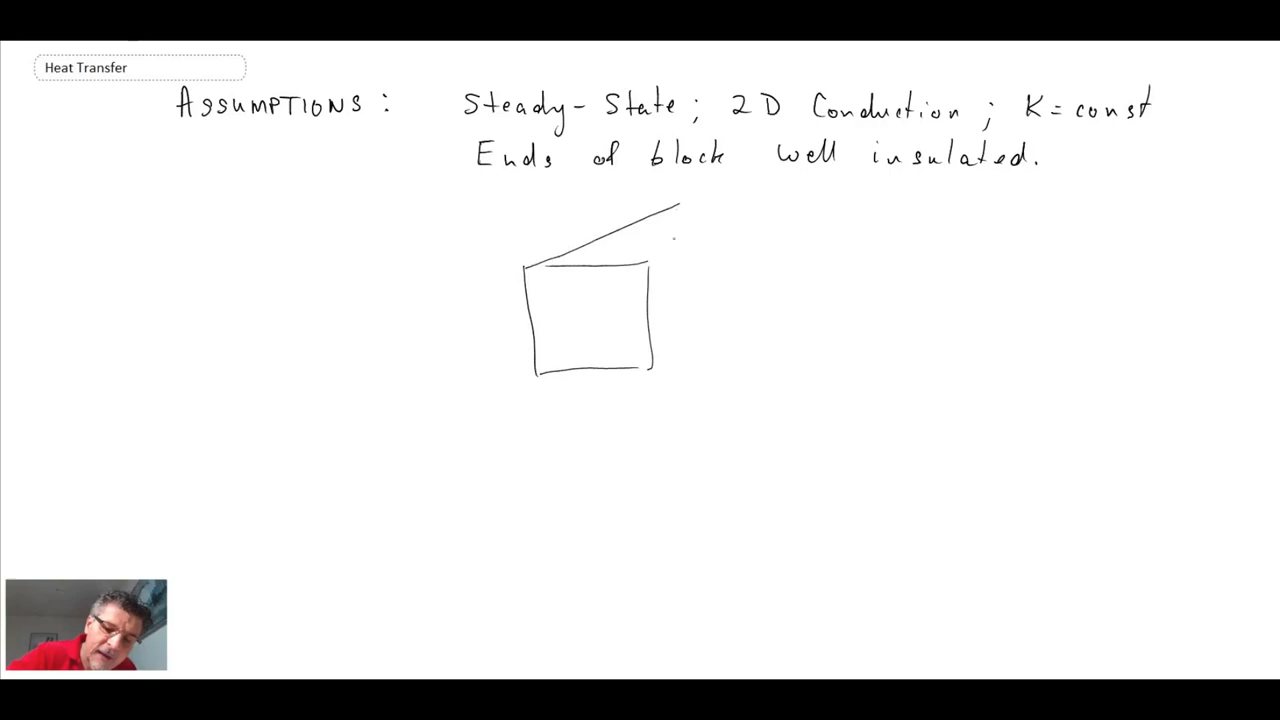 Heat Transfer
ASSUMPTIONS: Steady-State; 2D Conduction; K=const
Ends of block well insulated.